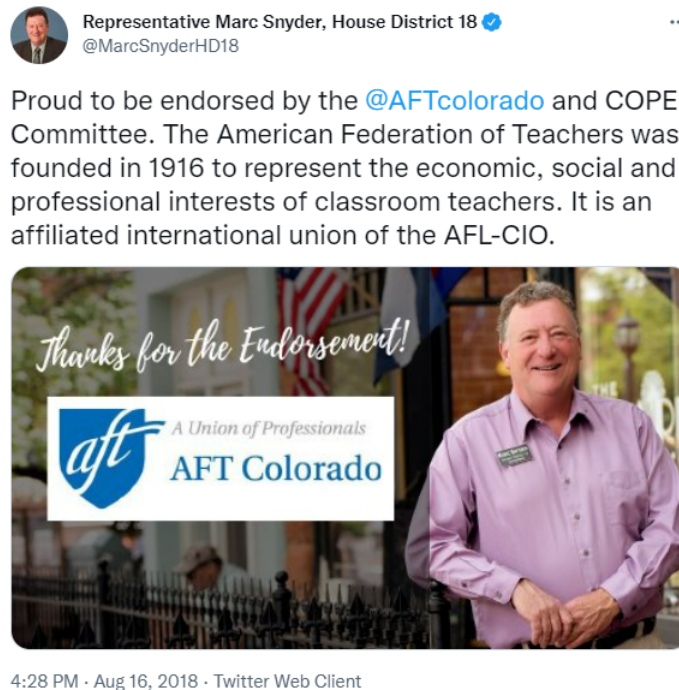 Representative Marc Snyder, House District 18
@MarcSnyderHD18
Proud to be endorsed by the @AFTcolorado and COPE
Committee. The American Federation of Teachers was
founded in 1916 to represent the economic, social and
professional interests of classroom teachers. It is an
affiliated international union of the AFL-CIO.
Thanks for the Endorsement!
aft
A Union of Professionals
AFT Colorado
THE
4:28 PM · Aug 16, 2018 · Twitter Web Client